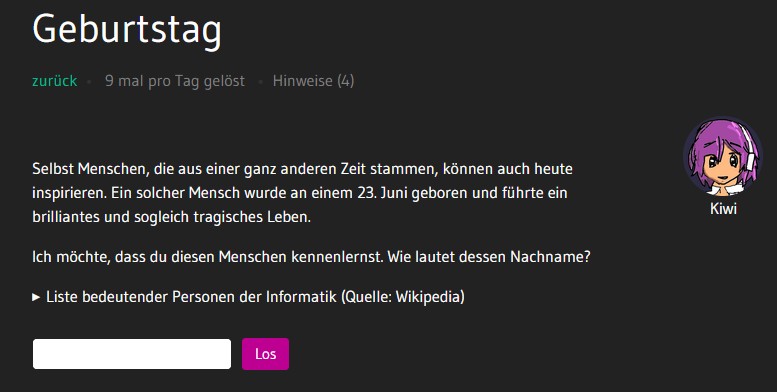 Geburtstag
zurück • 9 mal pro Tag gelöst • Hinweise (4)
Selbst Menschen, die aus einer ganz anderen Zeit stammen, können auch heute
inspirieren. Ein solcher Mensch wurde an einem 23. Juni geboren und führte ein
brilliantes und sogleich tragisches Leben.
Kiwi
Ich möchte, dass du diesen Menschen kennenlernst. Wie lautet dessen Nachname?
▶ Liste bedeutender Personen der Informatik (Quelle: Wikipedia)
Los